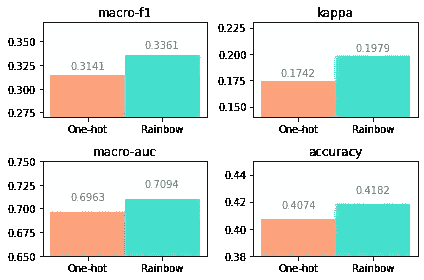 macro-f1
0.350
0.325
0.300
0.275
0.3141
0.3361
One-hot
Rainbow
kappa
0.225
0.200
0.175
0.150
0.1742
0.1979
One-hot
Rainbow
macro-auc
0.750
0.725
0.700
0.675
0.650
0.6963
0.7094
One-hot
Rainbow
accuracy
0.44
0.42
0.40
0.38
0.4074
0.4182
One-hot
Rainbow